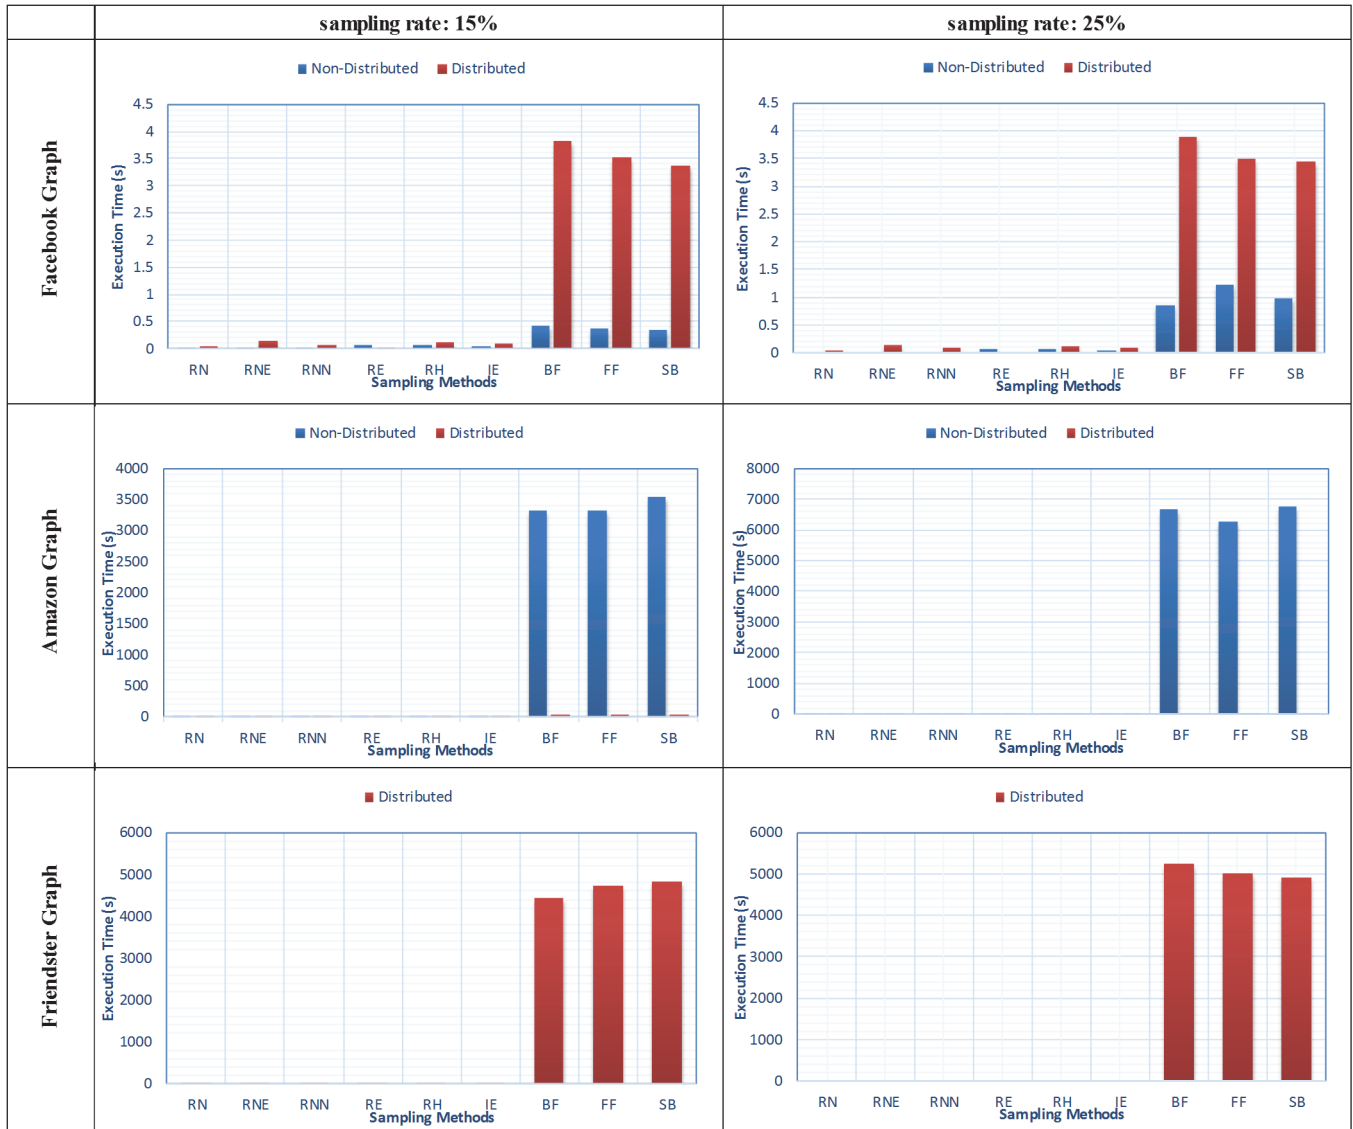 sampling rate: 15%
sampling rate: 25%
Facebook Graph
Non-Distributed Distributed
Execution Time (s)
4.5
4
3.5
3
2.5
2
1.5
1
0.5
0
RN RNE RNN RE RH IE BF FF SB
Sampling Methods
Non-Distributed Distributed
Execution Time (s)
4.5
4
3.5
3
2.5
2
1.5
1
0.5
0
RN RNE RNN RE RH IE BF FF SB
Sampling Methods
Amazon Graph
Non-Distributed Distributed
Execution Time (s)
4000
3500
3000
2500
2000
1500
1000
500
0
RN RNE RNN RE RH IE BF FF SB
Sampling Methods
Non-Distributed Distributed
Execution Time (s)
8000
7000
6000
5000
4000
3000
2000
1000
0
RN RNE RNN RE RH IE BF FF SB
Sampling Methods
Friendster Graph
Distributed
Execution Time (s)
6000
5000
4000
3000
2000
1000
0
RN RNE RNN RE RH IE BF FF SB
Sampling Methods
Distributed
Execution Time (s)
6000
5000
4000
3000
2000
1000
0
RN RNE RNN RE RH IE BF FF SB
Sampling Methods